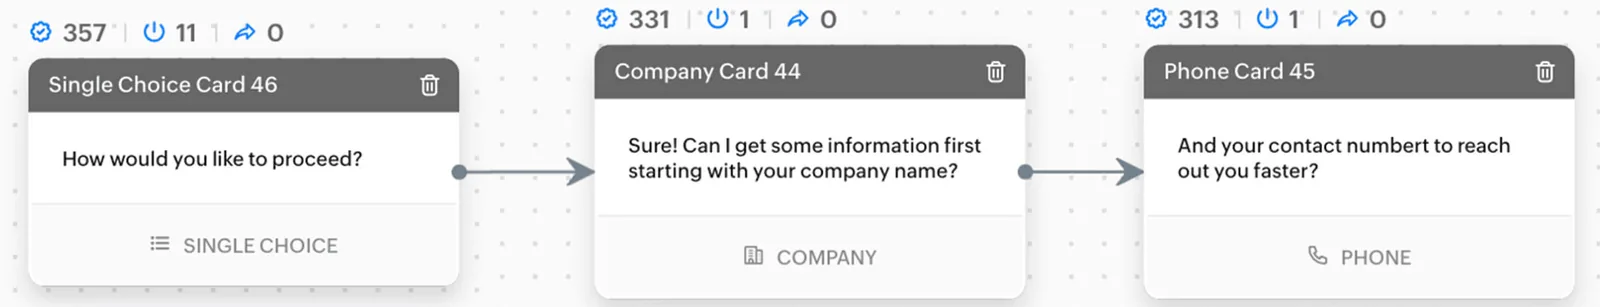 357 11 0
Single Choice Card 46
How would you like to proceed?
SINGLE CHOICE
331 1 0
Company Card 44
Sure! Can I get some information first
starting with your company name?
COMPANY
313 1 0
Phone Card 45
And your contact numbert to reach
out you faster?
PHONE